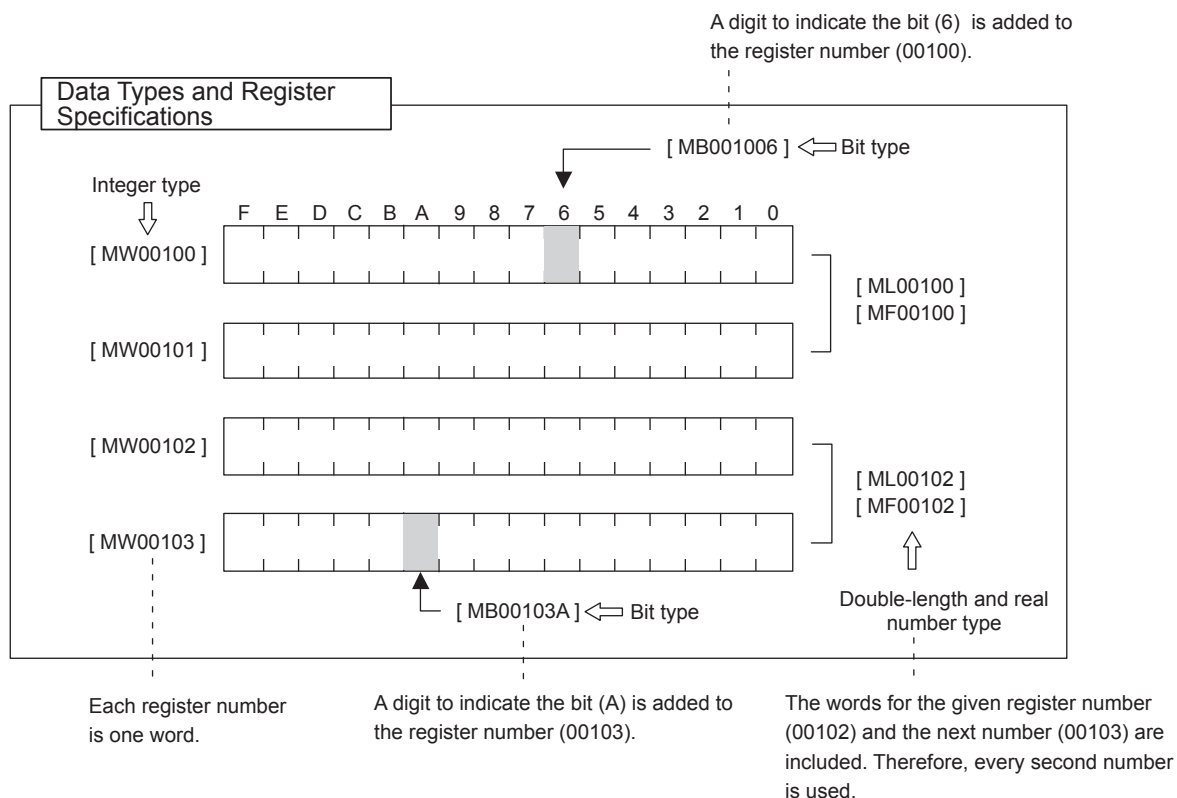 A digit to indicate the bit (6) is added to
the register number (00100).
Data Types and Register
Specifications
[ MB001006 ] Bit type
Integer type
F E D C B A 9 8 7 6 5 4 3 2 1 0
[ MW00100 ]
[ ML00100 ]
[ MF00100 ]
[ MW00101 ]
[ MW00102 ]
[ ML00102 ]
[ MF00102 ]
[ MW00103 ]
[ MB00103A ] Bit type
Double-length and real
number type
Each register number
is one word.
A digit to indicate the bit (A) is added to
the register number (00103).
The words for the given register number
(00102) and the next number (00103) are
included. Therefore, every second number
is used.